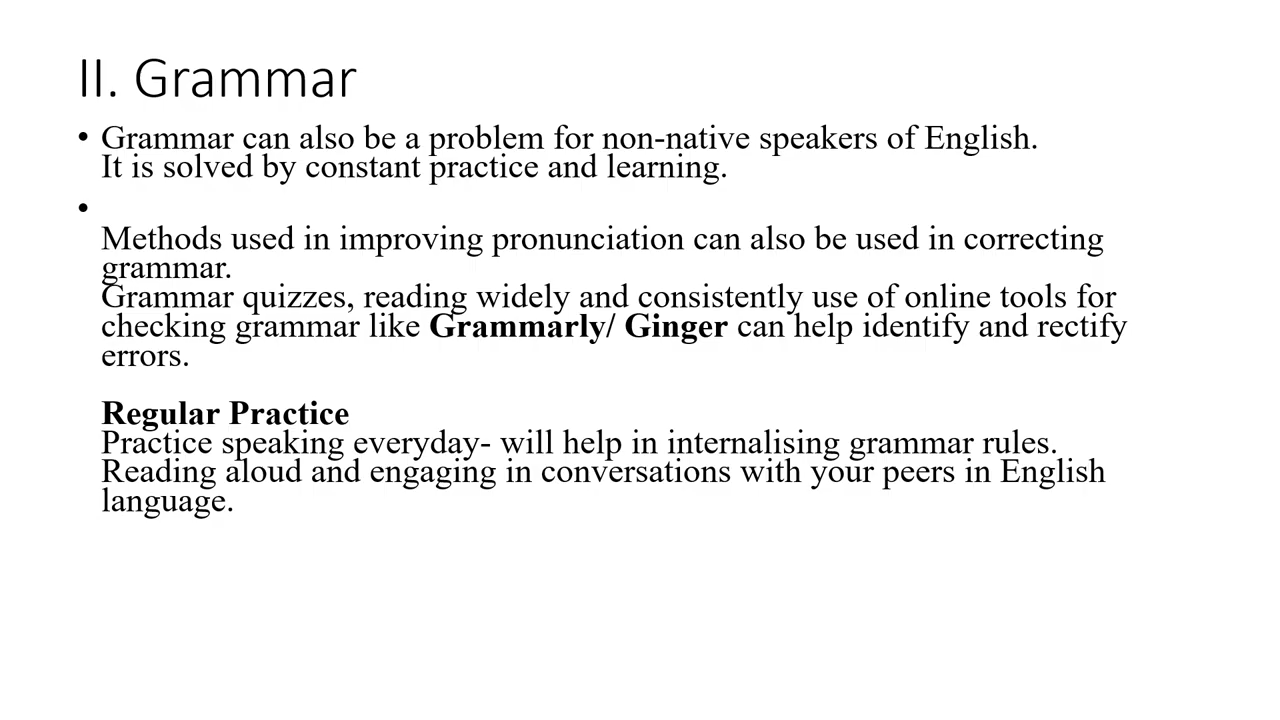 II. Grammar
• Grammar can also be a problem for non-native speakers of English.
It is solved by constant practice and learning.
•
Methods used in improving pronunciation can also be used in correcting
grammar.
Grammar quizzes, reading widely and consistently use of online tools for
checking grammar like Grammarly/ Ginger can help identify and rectify
errors.
Regular Practice
Practice speaking everyday- will help in internalising grammar rules.
Reading aloud and engaging in conversations with your peers in English
language.